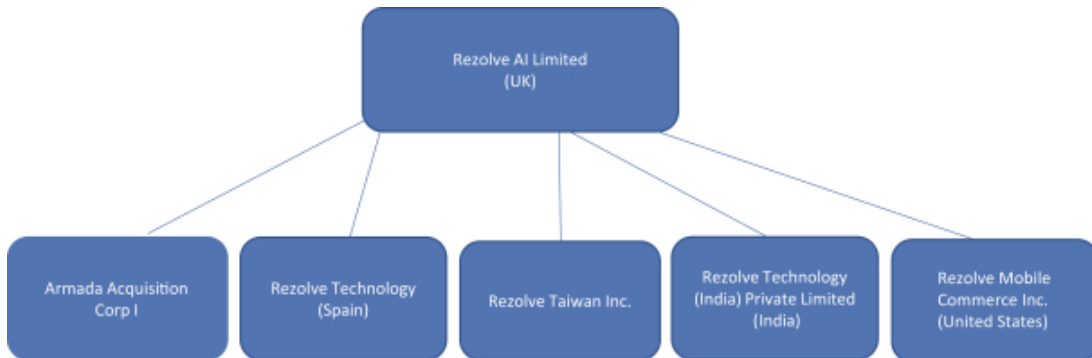 Rezolve AI Limited
(UK)
Armada Acquisition
Corp I
Rezolve Technology
(Spain)
Rezolve Taiwan Inc.
Rezolve Technology
(India) Private Limited
(India)
Rezolve Mobile
Commerce Inc.
(United States)